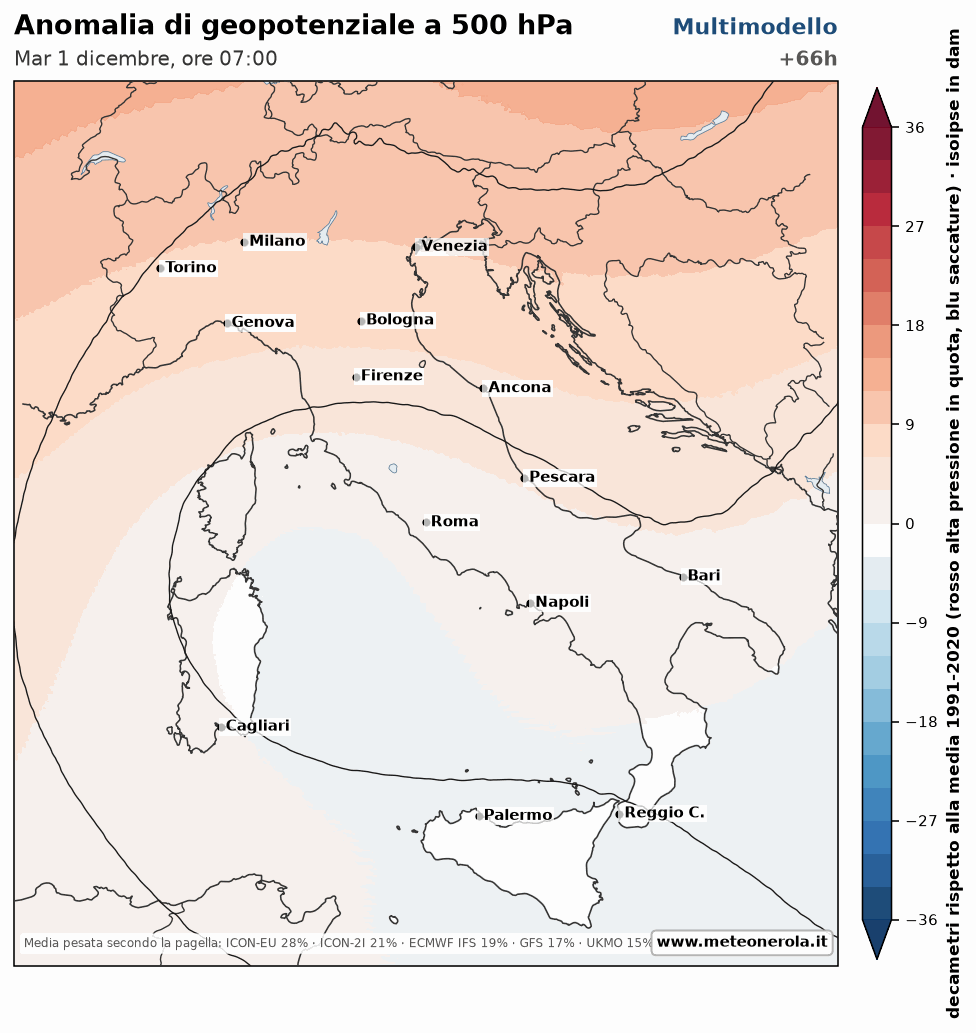 Anomalia di geopotenziale a 500 hPa
Multimodello
Mar 1 dicembre, ore 07:00
+66h
Milano
Venezia
Torino
Genova
Bologna
Firenze
Ancona
Pescara
Roma
Bari
Napoli
Cagliari
Palermo
Reggio C.
Media pesata secondo la pagella: ICON-EU 28% · ICON-2I 21% · ECMWF IFS 19% · GFS 17% · UKMO 15%
www.meteonerola.it
36
27
18
9
0
−9
−18
−27
−36
decametri rispetto alla media 1991-2020 (rosso alta pressione in quota, blu saccature) · isoipse in dam